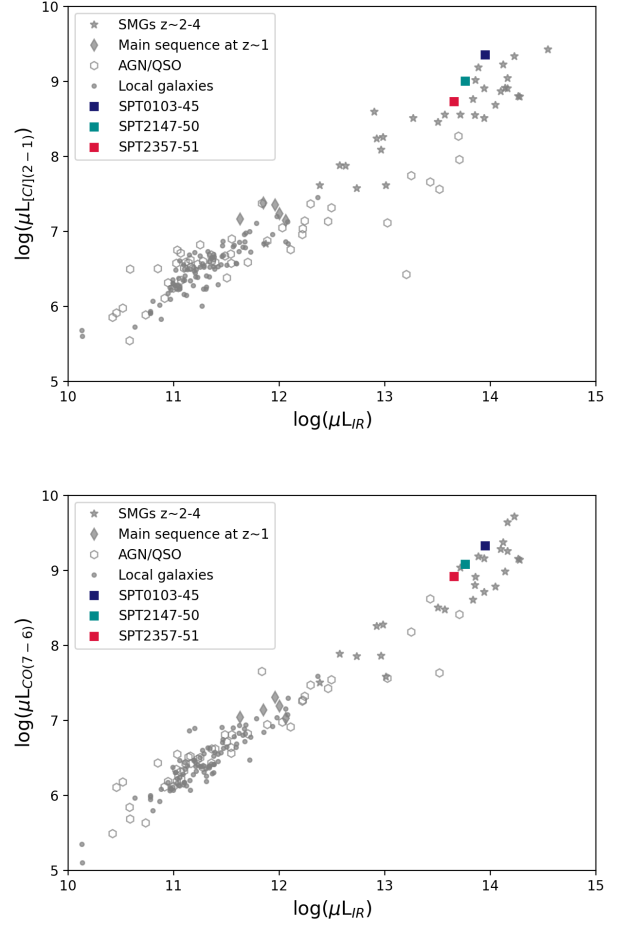 10
9
8
7
6
5
log(μL[CI](2−1))
SMGs z~2-4
Main sequence at z~1
AGN/QSO
Local galaxies
SPT0103-45
SPT2147-50
SPT2357-51
10 11 12 13 14 15
log(μLIR)
10
9
8
7
6
5
log(μLCO(7−6))
SMGs z~2-4
Main sequence at z~1
AGN/QSO
Local galaxies
SPT0103-45
SPT2147-50
SPT2357-51
10 11 12 13 14 15
log(μLIR)